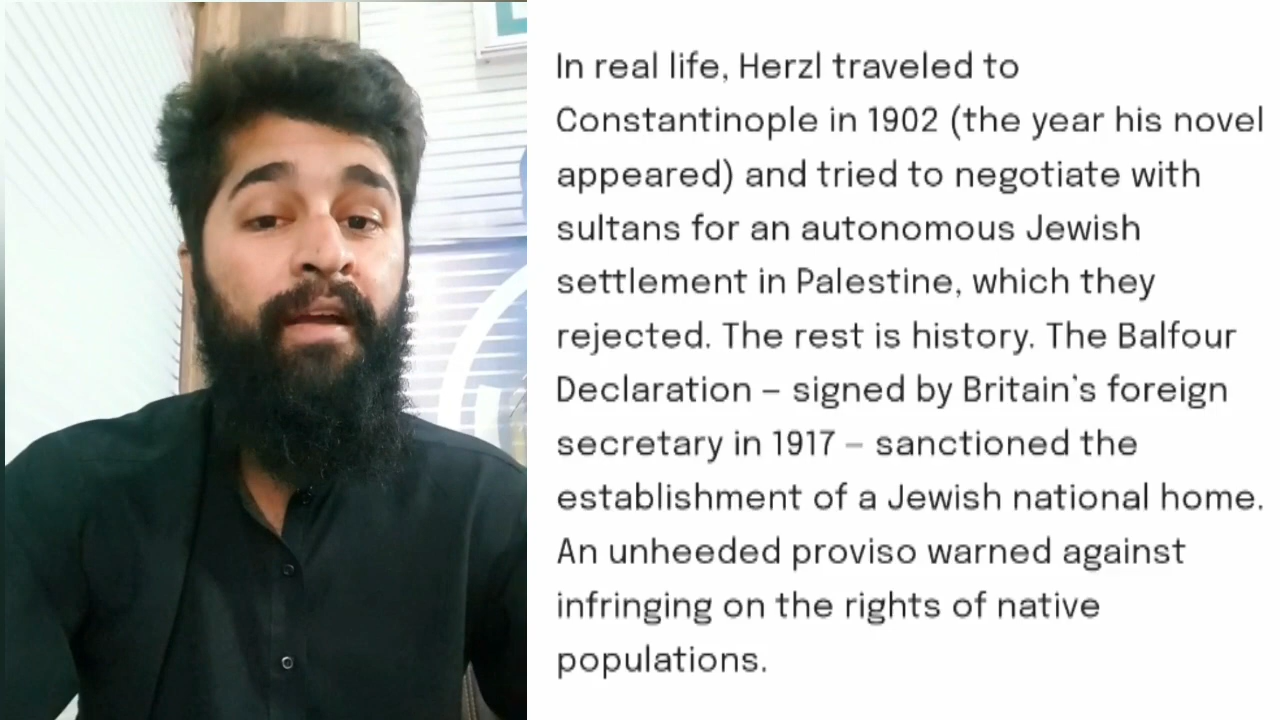 In real life, Herzl traveled to
Constantinople in 1902 (the year his novel
appeared) and tried to negotiate with
sultans for an autonomous Jewish
settlement in Palestine, which they
rejected. The rest is history. The Balfour
Declaration – signed by Britain`s foreign
secretary in 1917 – sanctioned the
establishment of a Jewish national home.
An unheeded proviso warned against
infringing on the rights of native
populations.